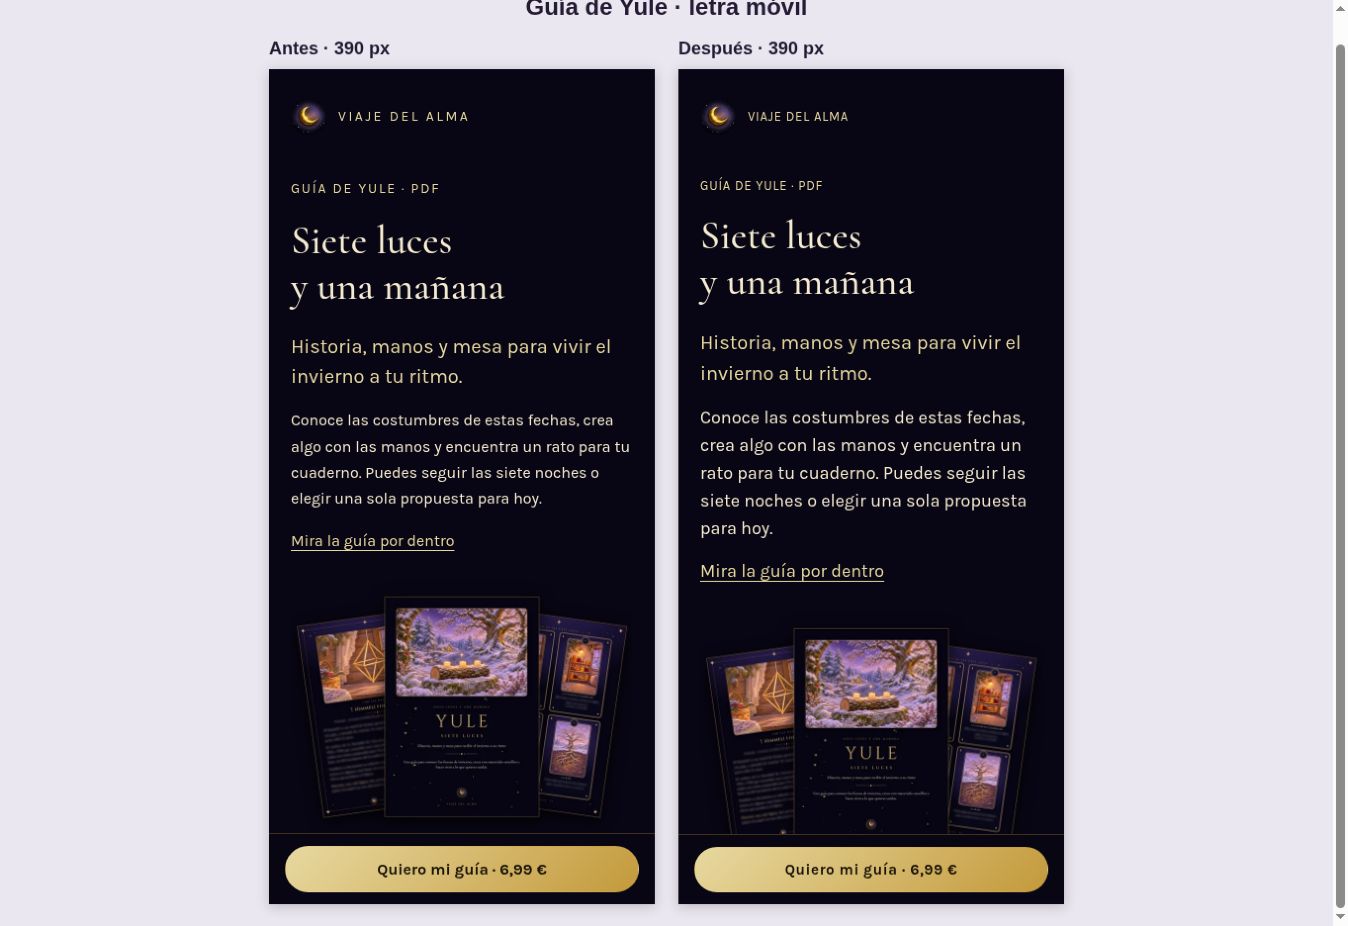 Guía de Yule · letra móvil
Antes · 390 px
VIAJE DEL ALMA
GUÍA DE YULE · PDF
Siete luces
y una mañana
Historia, manos y mesa para vivir el
invierno a tu ritmo.
Conoce las costumbres de estas fechas, crea
algo con las manos y encuentra un rato para tu
cuaderno. Puedes seguir las siete noches o
elegir una sola propuesta para hoy.
Mira la guía por dentro
YULE
SIETE LUCES
Quiero mi guía · 6,99 €
Después · 390 px
VIAJE DEL ALMA
GUÍA DE YULE · PDF
Siete luces
y una mañana
Historia, manos y mesa para vivir el
invierno a tu ritmo.
Conoce las costumbres de estas fechas,
crea algo con las manos y encuentra un
rato para tu cuaderno. Puedes seguir las
siete noches o elegir una sola propuesta
para hoy.
Mira la guía por dentro
YULE
SIETE LUCES
Quiero mi guía · 6,99 €